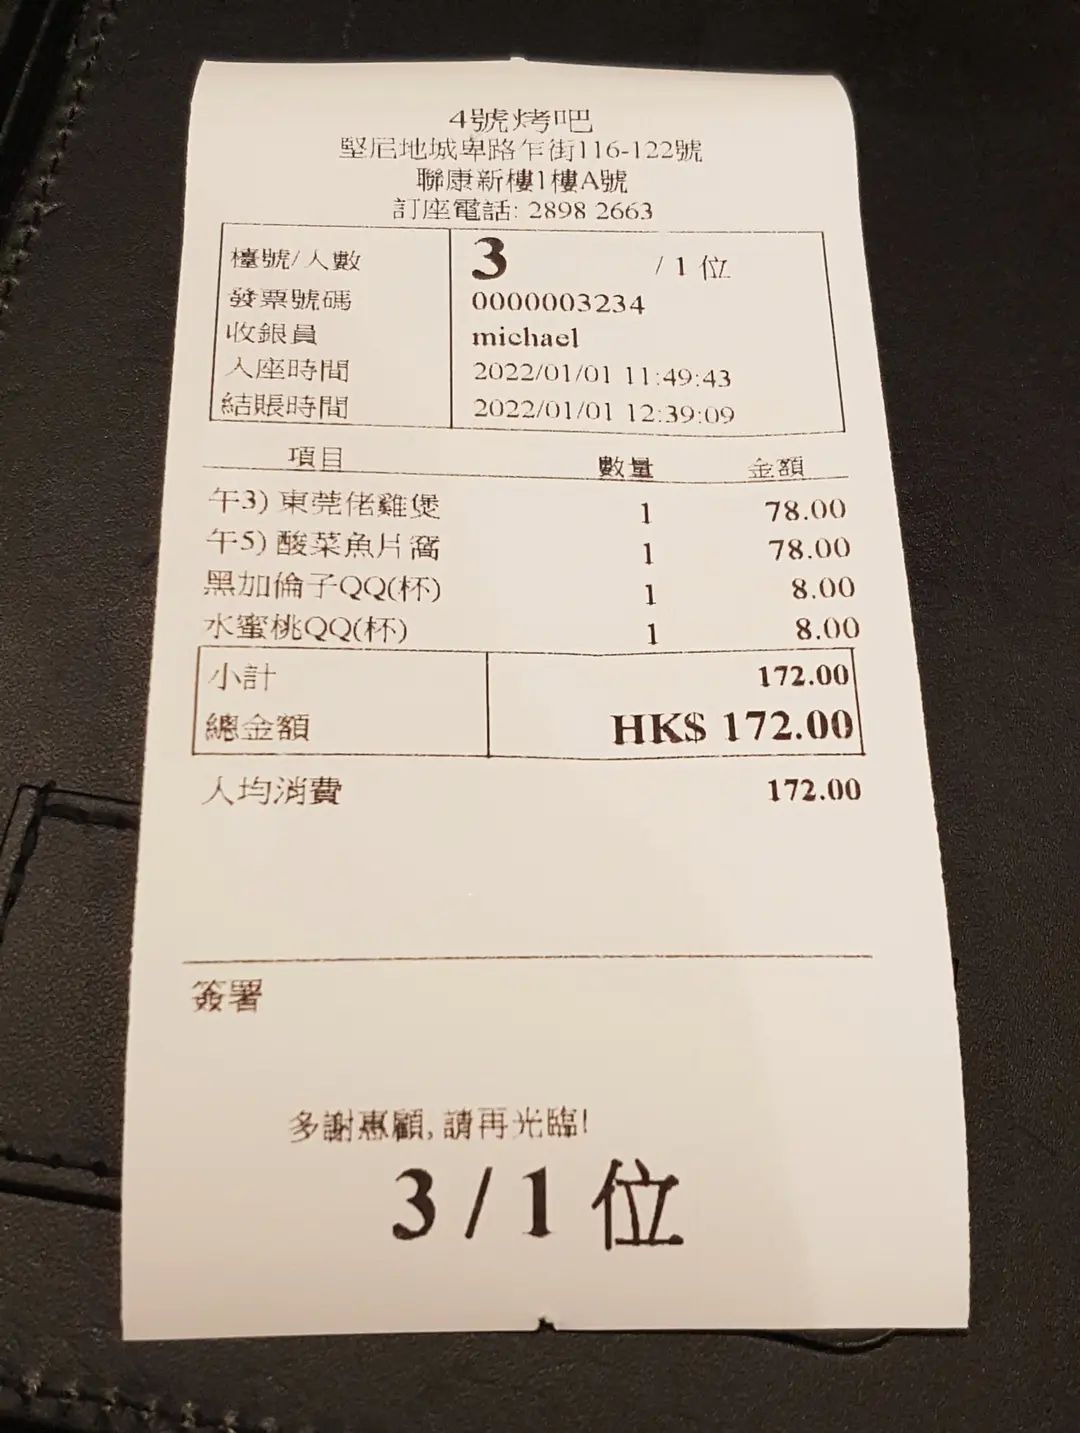 4號烤吧
堅尼地城卑路乍街116-122號
聯康新樓1樓A號
訂座電話: 2898 2663
檯號/人數 3 / 1 位
發票號碼 0000003234
收銀員 michael
入座時間 2022/01/01 11:49:43
結賬時間 2022/01/01 12:39:09
項目 數量 金額
午3) 東莞佬雞煲 1 78.00
午5) 酸菜魚片窩 1 78.00
黑加倫子QQ(杯) 1 8.00
水蜜桃QQ(杯) 1 8.00
小計 172.00
總金額 HK$ 172.00
人均消費 172.00
簽署
多謝惠顧, 請再光臨!
3 / 1 位